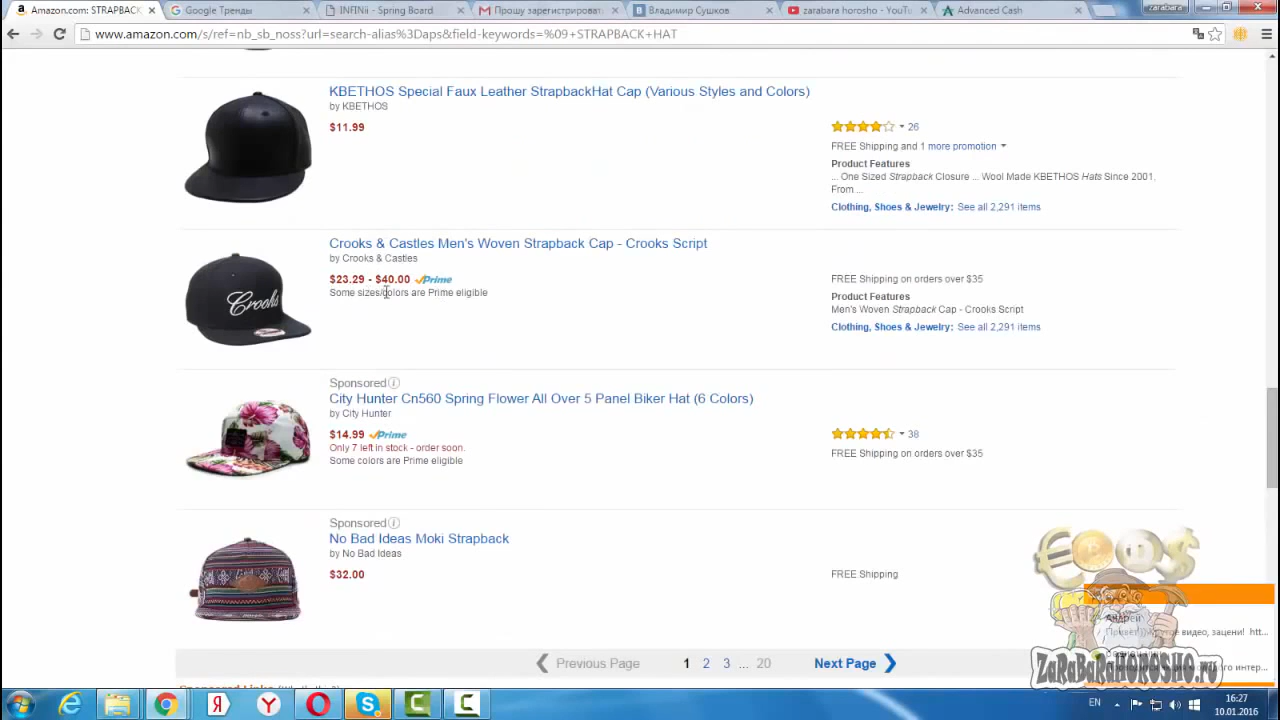 Amazon.com: STRAPBACK
Google Тренды
INFINii - Spring Board
Прошу зарегистрироват
Владимир Сушков
zarabara horosho - YouTu
Advanced Cash
zarabara
www.amazon.com/s/ref=nb_sb_noss?url=search-alias%3Daps&field-keywords=%09+STRAPBACK+HAT
KBETHOS Special Faux Leather StrapbackHat Cap (Various Styles and Colors)
by KBETHOS
$11.99
26
FREE Shipping and 1 more promotion
Product Features
... One Sized Strapback Closure ... Wool Made KBETHOS Hats Since 2001,
From ...
Clothing, Shoes & Jewelry: See all 2,291 items
Crooks & Castles Men's Woven Strapback Cap - Crooks Script
by Crooks & Castles
$23.29 - $40.00 Prime
Some sizes/colors are Prime eligible
FREE Shipping on orders over $35
Product Features
Men's Woven Strapback Cap - Crooks Script
Clothing, Shoes & Jewelry: See all 2,291 items
Crooks
Sponsored
City Hunter Cn560 Spring Flower All Over 5 Panel Biker Hat (6 Colors)
by City Hunter
$14.99 Prime
Only 7 left in stock - order soon.
Some colors are Prime eligible
38
FREE Shipping on orders over $35
Sponsored
No Bad Ideas Moki Strapback
by No Bad Ideas
$32.00
FREE Shipping
Previous Page 1 2 3 ... 20 Next Page
Андрей
видео, зацени! htt...
ZaRaBaRaHOROSHO.ru
EN
16:27
10.01.2016